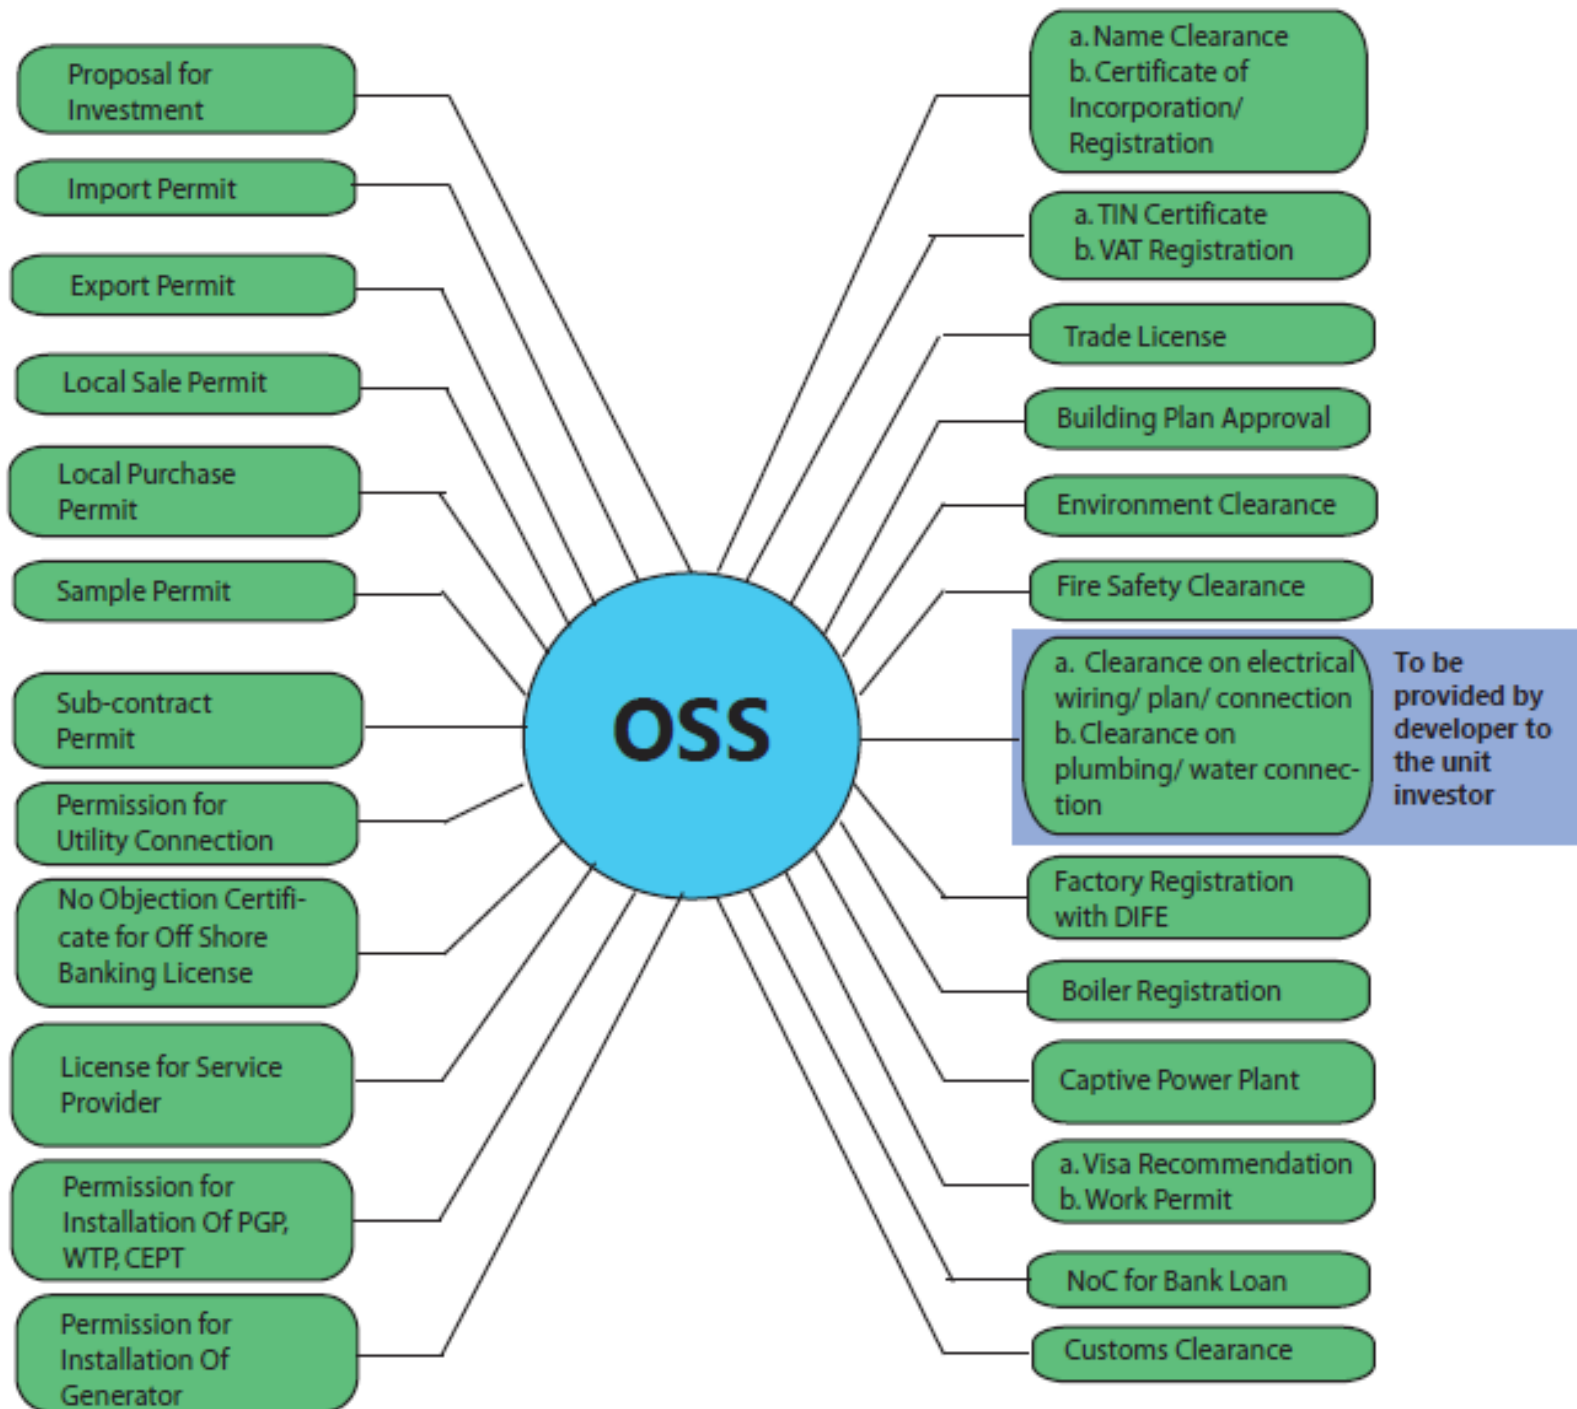 Proposal for
Investment
Import Permit
Export Permit
Local Sale Permit
Local Purchase
Permit
Sample Permit
Sub-contract
Permit
Permission for
Utility Connection
No Objection Certifi-
cate for Off Shore
Banking License
License for Service
Provider
Permission for
Installation Of PGP,
WTP, CEPT
Permission for
Installation Of
Generator
OSS
a. Name Clearance
b. Certificate of
Incorporation/
Registration
a. TIN Certificate
b. VAT Registration
Trade License
Building Plan Approval
Environment Clearance
Fire Safety Clearance
a. Clearance on electrical
wiring/ plan/ connection
b. Clearance on
plumbing/ water connec-
tion
To be
provided by
developer to
the unit
investor
Factory Registration
with DIFE
Boiler Registration
Captive Power Plant
a. Visa Recommendation
b. Work Permit
NoC for Bank Loan
Customs Clearance